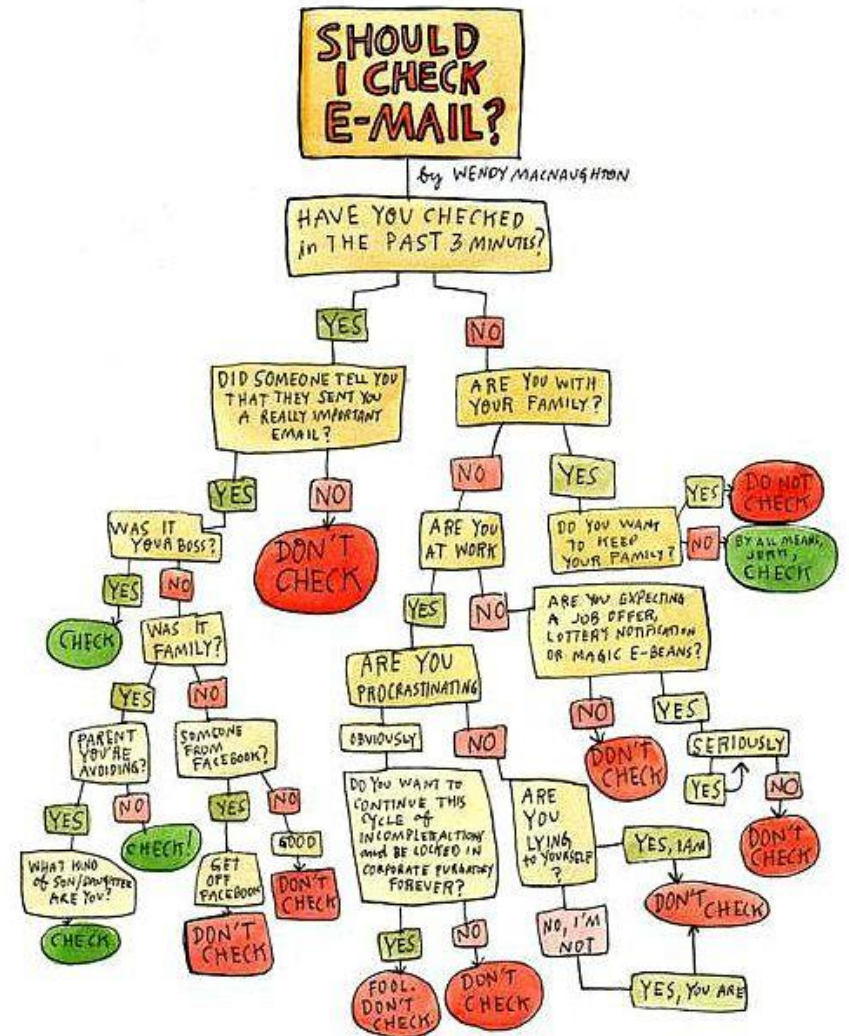 SHOULD
I CHECK
E-MAIL?
by WENDY MACNAUGHTON
HAVE YOU CHECKED
in THE PAST 3 MINUTES?
YES
NO
DID SOMEONE TELL YOU
THAT THEY SENT YOU
A REALLY IMPORTANT
EMAIL?
ARE YOU WITH
YOUR FAMILY?
YES
NO
NO
YES
WAS IT
YOUR BOSS?
DON'T
CHECK
ARE YOU
AT WORK
DO YOU WANT
TO KEEP
YOUR FAMILY?
YES
DO NOT
CHECK
NO
BY ALL MEANS,
CHECK
YES
NO
CHECK
WAS IT
FAMILY?
YES
NO
ARE YOU EXPECTING
A JOB OFFER,
LOTTERY NOTIFICATION
OR MAGIC E-BEANS?
YES
NO
ARE YOU
PROCRASTINATING
NO
YES
PARENT
YOU'RE
AVOIDING?
SOMEONE
FROM
FACEBOOK?
OBVIOUSLY
NO
DON'T
CHECK
SERIOUSLY
YES
NO
DON'T
CHECK
YES
NO
CHECK!
YES
NO
GOOD
DON'T
CHECK
DO YOU WANT TO
CONTINUE THIS
CYCLE of
and BE LOCKED IN
CORPORATE PURGATORY
FOREVER?
ARE
YOU
LYING
to YOURSELF
?
YES, I AM
DON'T CHECK
WHAT KIND
of SON/DAUGHTER
ARE YOU?
CHECK
GET
OFF
FACEBOOK
DON'T
CHECK
YES
NO
FOOL.
DON'T
CHECK.
DON'T
CHECK
NO, I'M
NOT
YES, YOU ARE